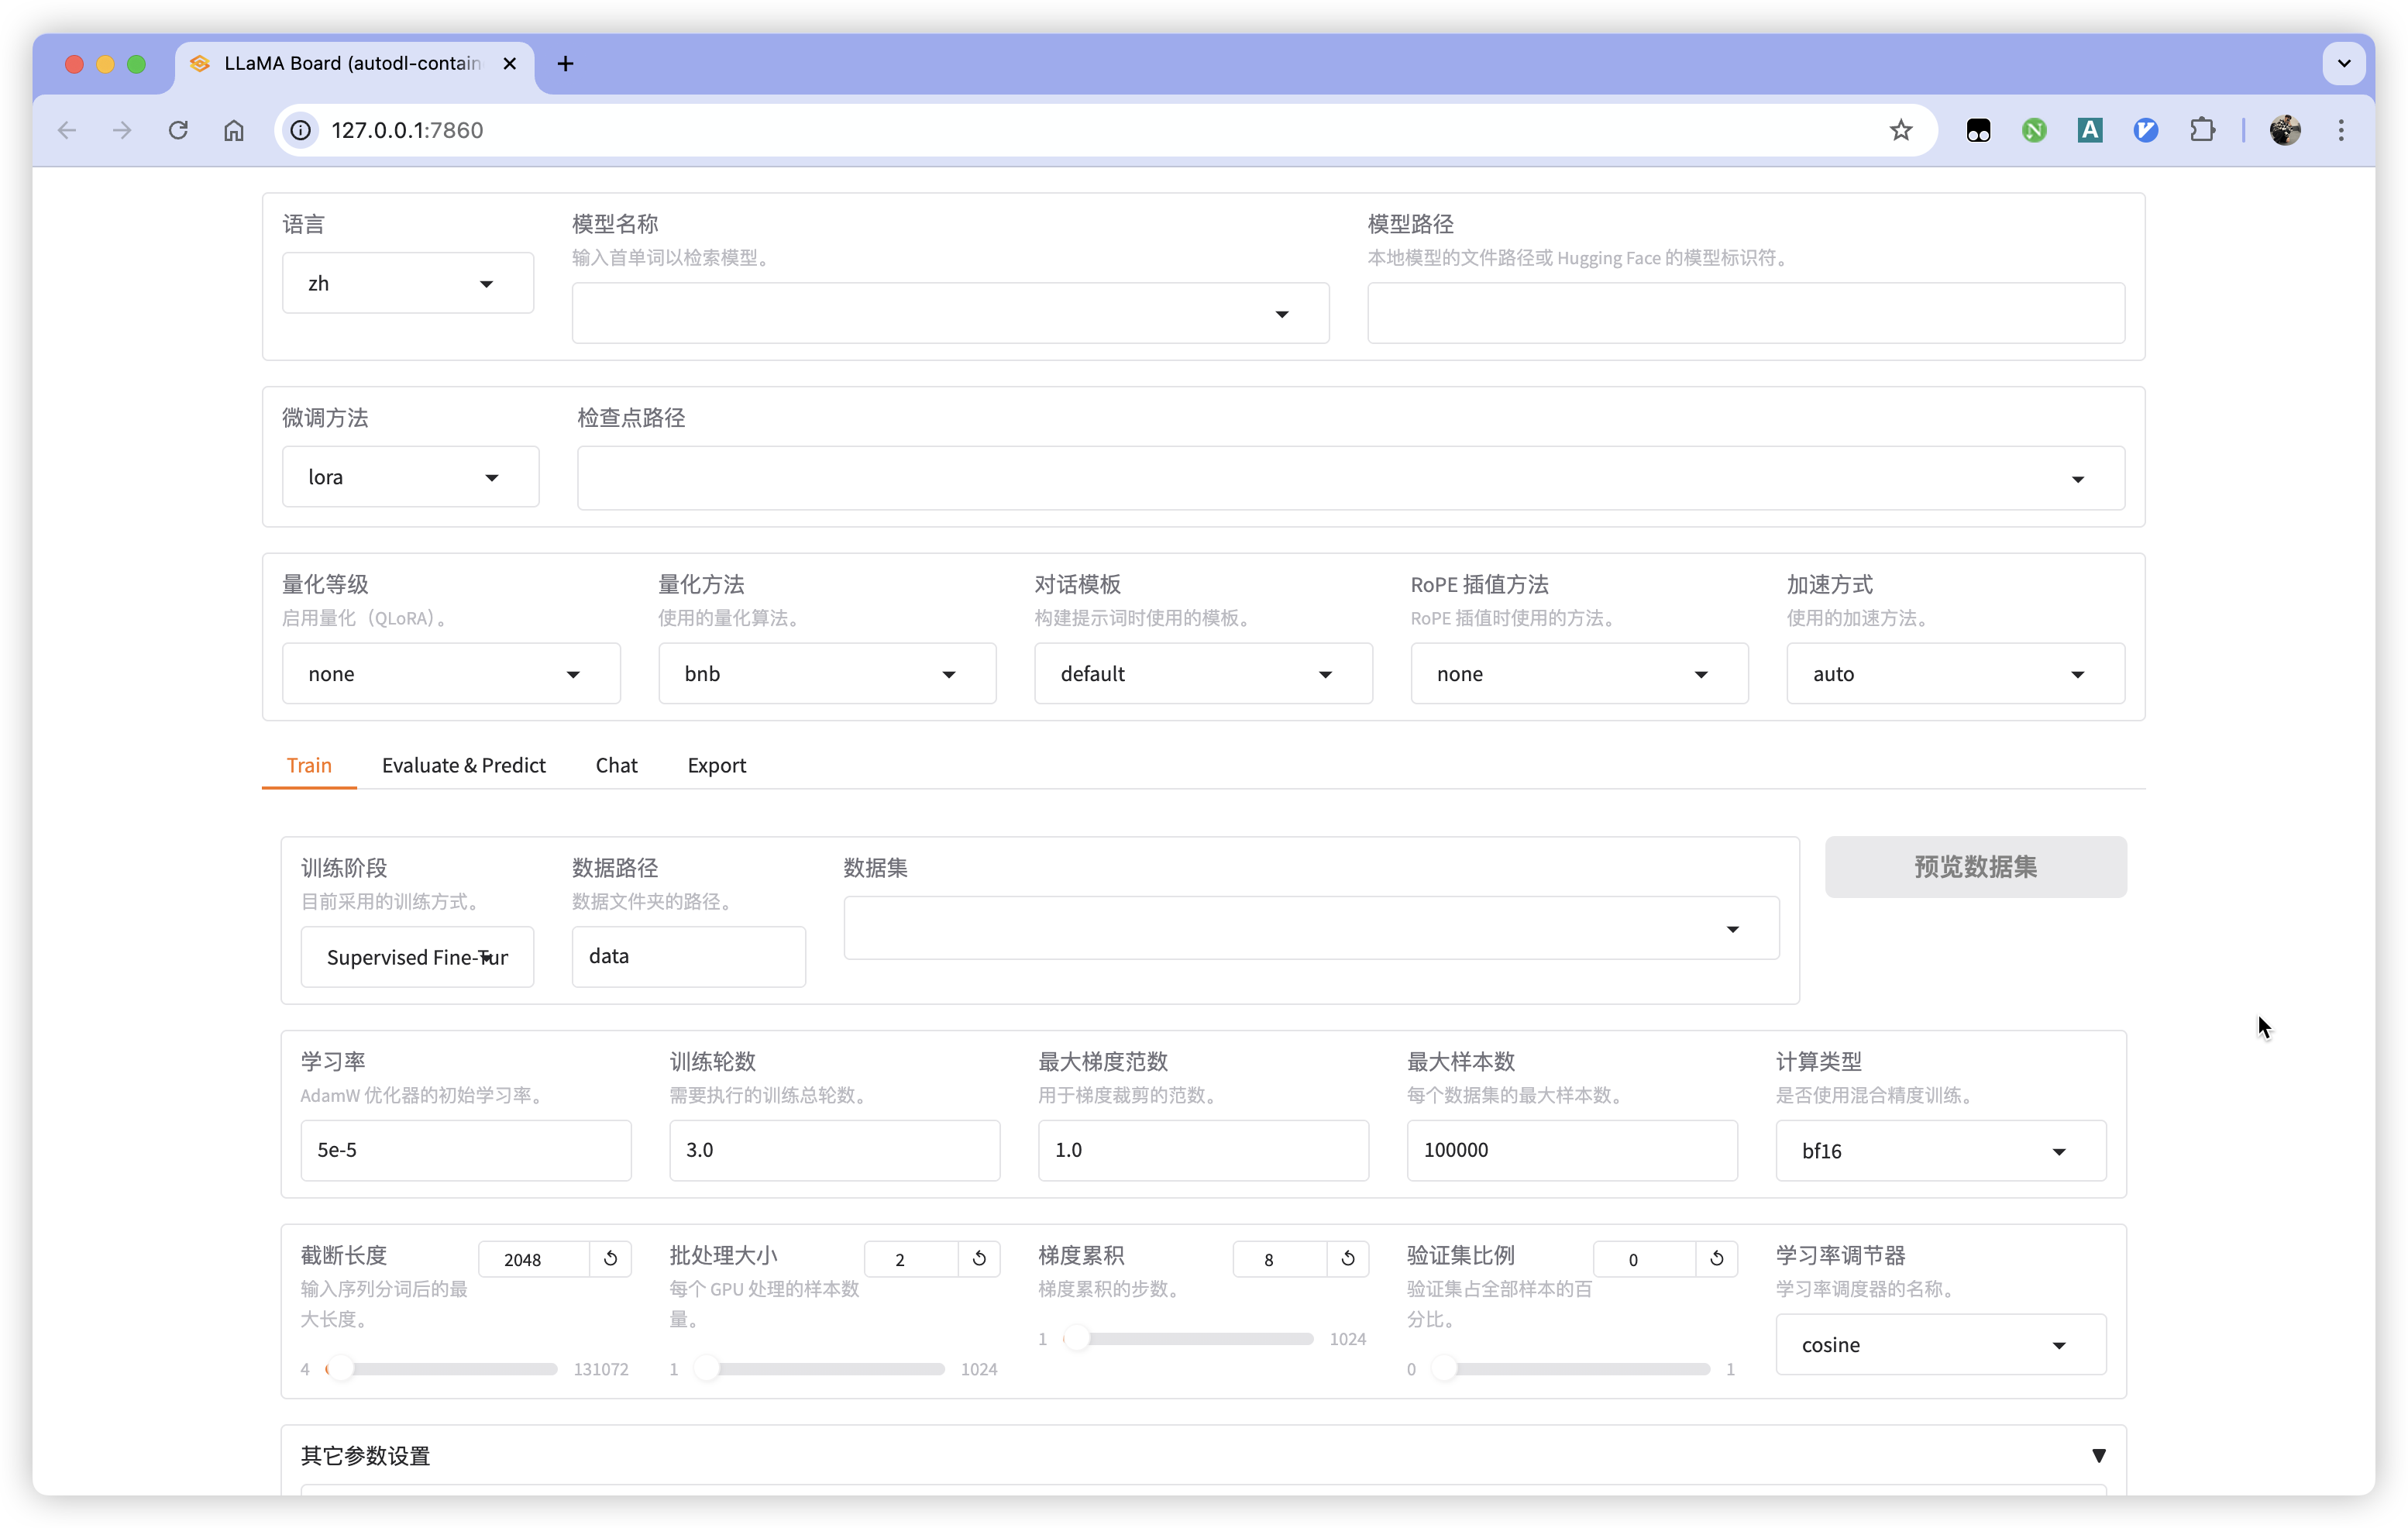 LLaMA Board (autodl-contain
127.0.0.1:7860
语言
模型名称
模型路径
输入首单词以检索模型。
本地模型的文件路径或 Hugging Face 的模型标识符。
zh
微调方法
检查点路径
lora
量化等级
量化方法
对话模板
RoPE 插值方法
加速方式
启用量化（QLoRA）。
使用的量化算法。
构建提示词时使用的模板。
RoPE 插值时使用的方法。
使用的加速方法。
none
bnb
default
none
auto
Train
Evaluate & Predict
Chat
Export
训练阶段
数据路径
数据集
预览数据集
目前采用的训练方式。
数据文件夹的路径。
Supervised Fine-Tur
data
学习率
训练轮数
最大梯度范数
最大样本数
计算类型
AdamW 优化器的初始学习率。
需要执行的训练总轮数。
用于梯度裁剪的范数。
每个数据集的最大样本数。
是否使用混合精度训练。
5e-5
3.0
1.0
100000
bf16
截断长度
2048
输入序列分词后的最
大长度。
4
131072
批处理大小
2
每个 GPU 处理的样本数
量。
1
1024
梯度累积
8
梯度累积的步数。
1
1024
验证集比例
0
验证集占全部样本的百
分比。
0
1
学习率调节器
学习率调度器的名称。
cosine
其它参数设置